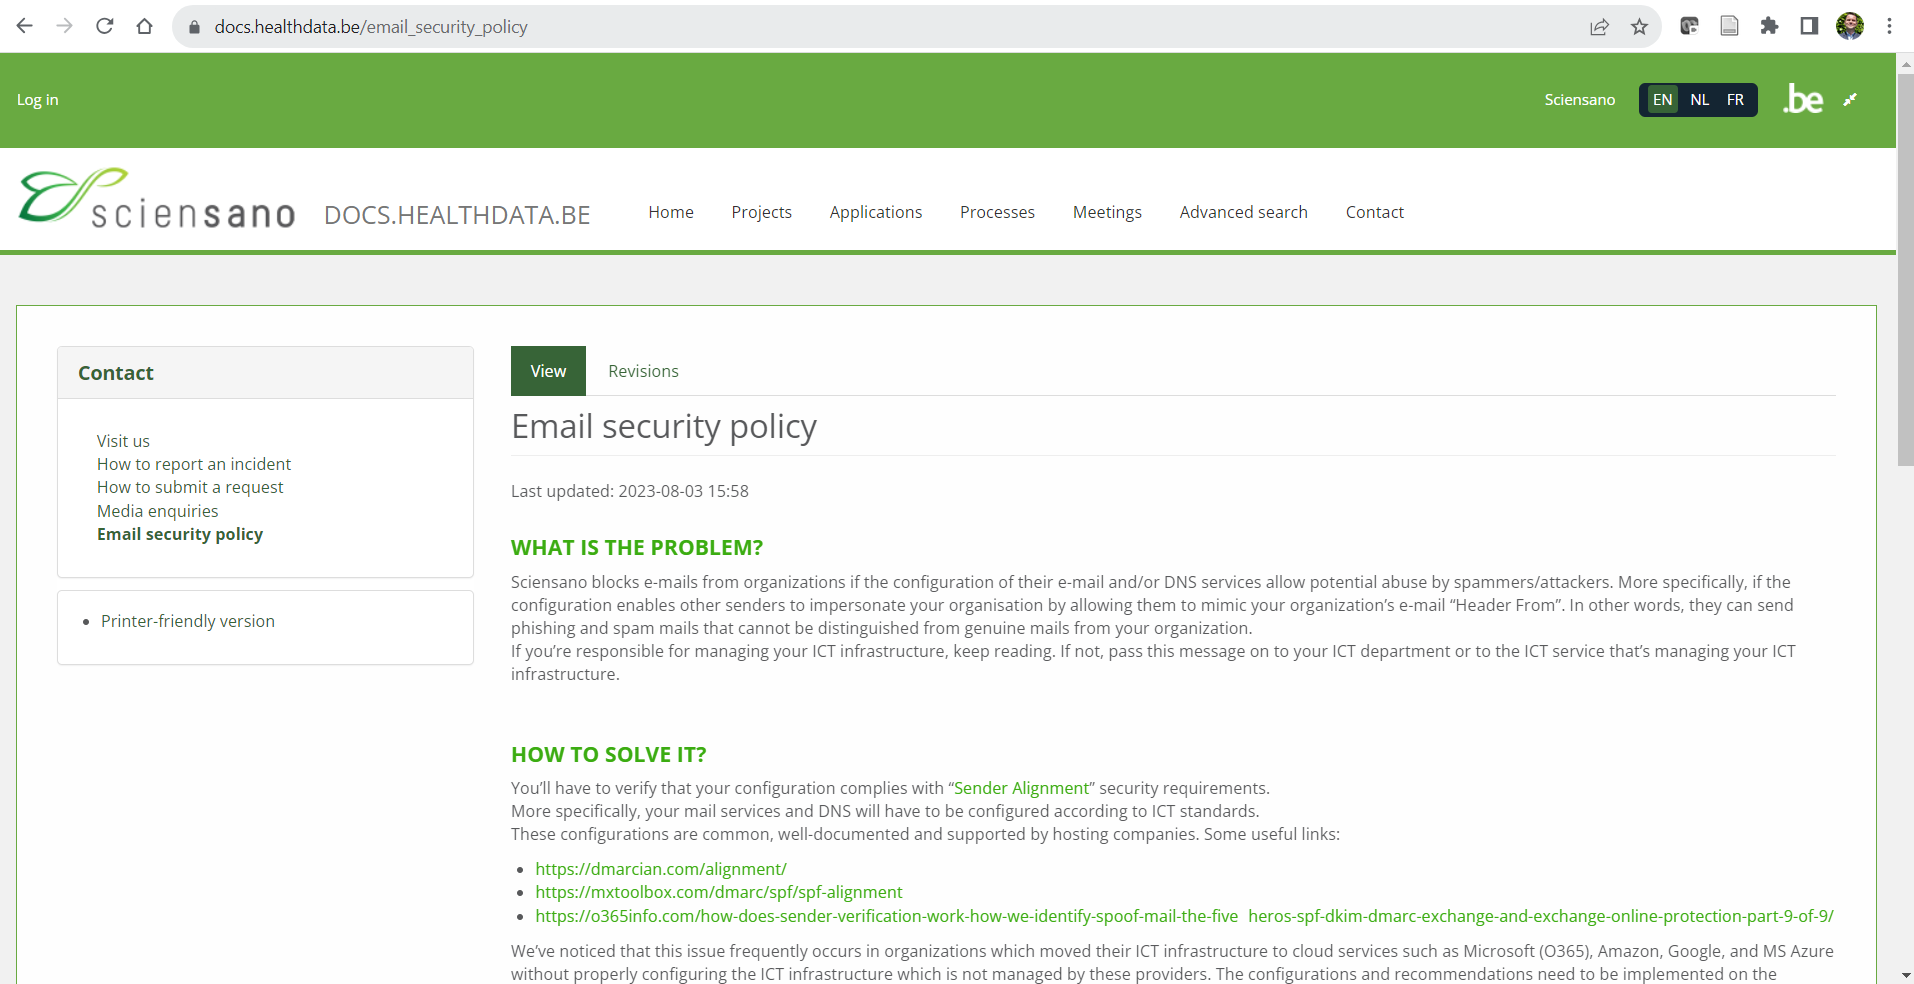 docs.healthdata.be/email_security_policy
Log in
Sciensano
EN NL FR
.be
sciensano
DOCS.HEALTHDATA.BE
Home Projects Applications Processes Meetings Advanced search Contact
Contact
Visit us
How to report an incident
How to submit a request
Media enquiries
Email security policy
Printer-friendly version
View Revisions
Email security policy
Last updated: 2023-08-03 15:58
WHAT IS THE PROBLEM?
Sciensano blocks e-mails from organizations if the configuration of their e-mail and/or DNS services allow potential abuse by spammers/attackers. More specifically, if the
configuration enables other senders to impersonate your organisation by allowing them to mimic your organization’s e-mail “Header From”. In other words, they can send
phishing and spam mails that cannot be distinguished from genuine mails from your organization.
If you’re responsible for managing your ICT infrastructure, keep reading. If not, pass this message on to your ICT department or to the ICT service that’s managing your ICT
infrastructure.
HOW TO SOLVE IT?
You’ll have to verify that your configuration complies with “Sender Alignment” security requirements.
More specifically, your mail services and DNS will have to be configured according to ICT standards.
These configurations are common, well-documented and supported by hosting companies. Some useful links:
https://dmarcian.com/alignment/
https://mxtoolbox.com/dmarc/spf/spf-alignment
https://o365info.com/how-does-sender-verification-work-how-we-identify-spoof-mail-the-five heros-spf-dkim-dmarc-exchange-and-exchange-online-protection-part-9-of-9/
We’ve noticed that this issue frequently occurs in organizations which moved their ICT infrastructure to cloud services such as Microsoft (O365), Amazon, Google, and MS Azure
without properly configuring the ICT infrastructure which is not managed by these providers. The configurations and recommendations need to be implemented on the